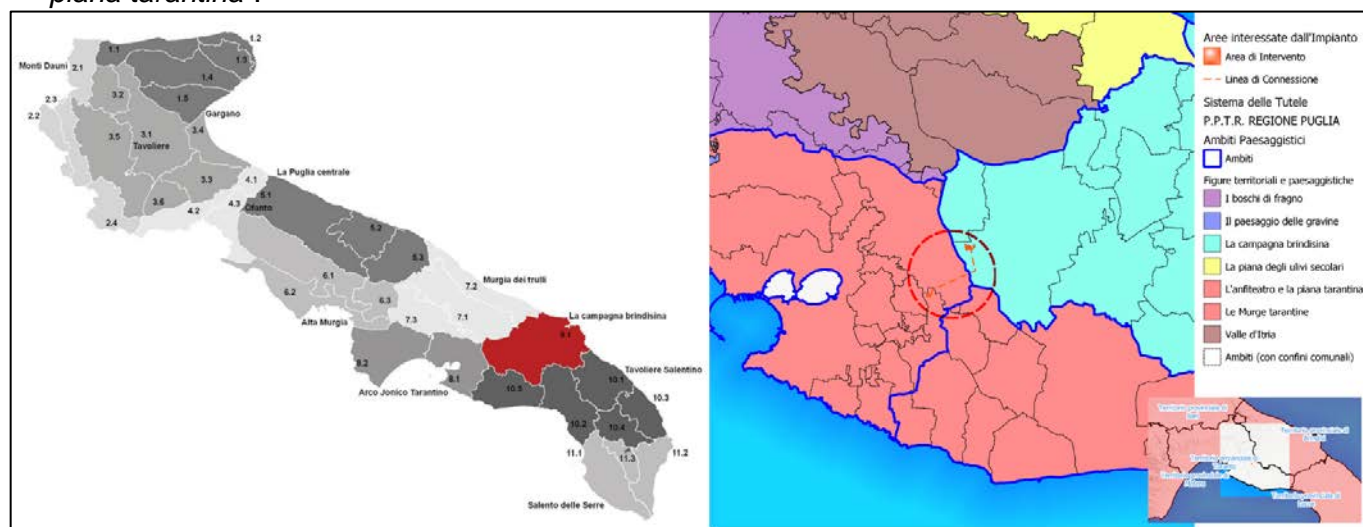 piana tarantina".
1.1
1.2
1.3
Monti Dauni
2.1
1.4
3.2
1.5
2.3
Gargano
2.2
3.5
3.1
3.4
Tavoliere
La Puglia centrale
3.3
4.1
5.1
3.6
4.3
Ofanto
2.4
4.2
5.2
5.3
Murgia dei trulli
6.1
7.2
6.2
6.3
La campagna brindisina
Alta Murgia
7.3
7.1
9.1
8.2
Tavoliere Salentino
Arco Jonico Tarantino
8.1
10.5
10.1
10.3
10.2
10.4
11.1
11.3
11.2
Salento delle Serre
Aree interessate dall'Impianto
Area di Intervento
Linea di Connessione
Sistema delle Tutele
P.P.T.R. REGIONE PUGLIA
Ambiti Paesaggistici
Ambiti
Figure territoriali e paesaggistiche
I boschi di fragno
Il paesaggio delle gravine
La campagna brindisina
La piana degli ulivi secolari
L'anfiteatro e la piana tarantina
Le Murge tarantine
Valle d'Itria
Ambiti (con confini comunali)